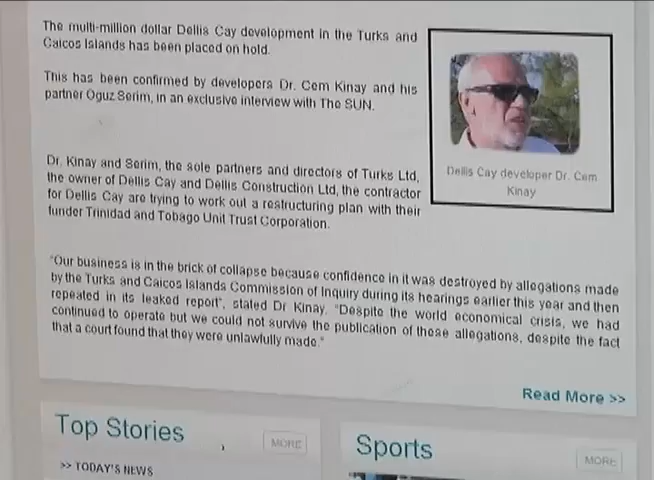 The multi-million dollar Dellis Cay development in the Turks and
Caicos Islands has been placed on hold.
This has been confirmed by developers Dr. Cem Kinay and his
partner Oguz Serim, in an exclusive interview with The SUN.
Dellis Cay developer Dr. Cem
Kinay
Dr. Kinay and Serim, the sole partners and directors of Turks Ltd,
the owner of Dellis Cay and Dellis Construction Ltd, the contractor
for Dellis Cay are trying to work out a restructuring plan with their
funder Trinidad and Tobago Unit Trust Corporation.
"Our business is in the brick of collapse because confidence in it was destroyed by allegations made
by the Turks and Caicos Islands Commission of Inquiry during its hearings earlier this year and then
repeated in its leaked report", stated Dr Kinay. "Despite the world economical crisis, we had
continued to operate but we could not survive the publication of these allegations, despite the fact
that a court found that they were unlawfully made."
Read More >>
Top Stories
MORE
>> TODAY'S NEWS
Sports
MORE